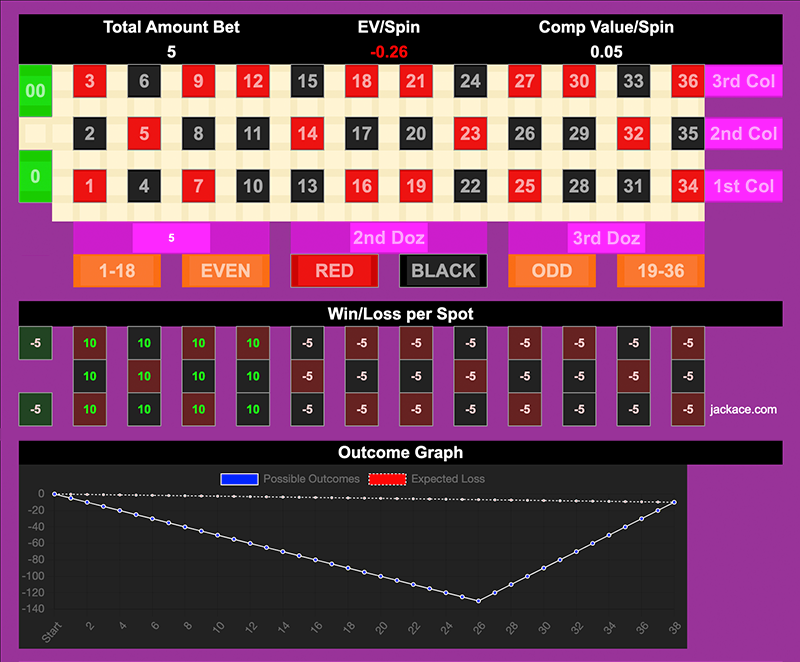 Total Amount Bet EV/Spin Comp Value/Spin
5 -0.26 0.05
00 3 6 9 12 15 18 21 24 27 30 33 36 3rd Col
2 5 8 11 14 17 20 23 26 29 32 35 2nd Col
0 1 4 7 10 13 16 19 22 25 28 31 34 1st Col
5 2nd Doz 3rd Doz
1-18 EVEN RED BLACK ODD 19-36
Win/Loss per Spot
-5 10 10 10 10 -5 -5 -5 -5 -5 -5 -5 -5
10 10 10 10 -5 -5 -5 -5 -5 -5 -5 -5
-5 10 10 10 10 -5 -5 -5 -5 -5 -5 -5 -5 jackace.com
Outcome Graph
Possible Outcomes Expected Loss
0
-20
-40
-60
-80
-100
-120
-140
Start 2 4 6 8 10 12 14 16 18 20 22 24 26 28 30 32 34 36 38